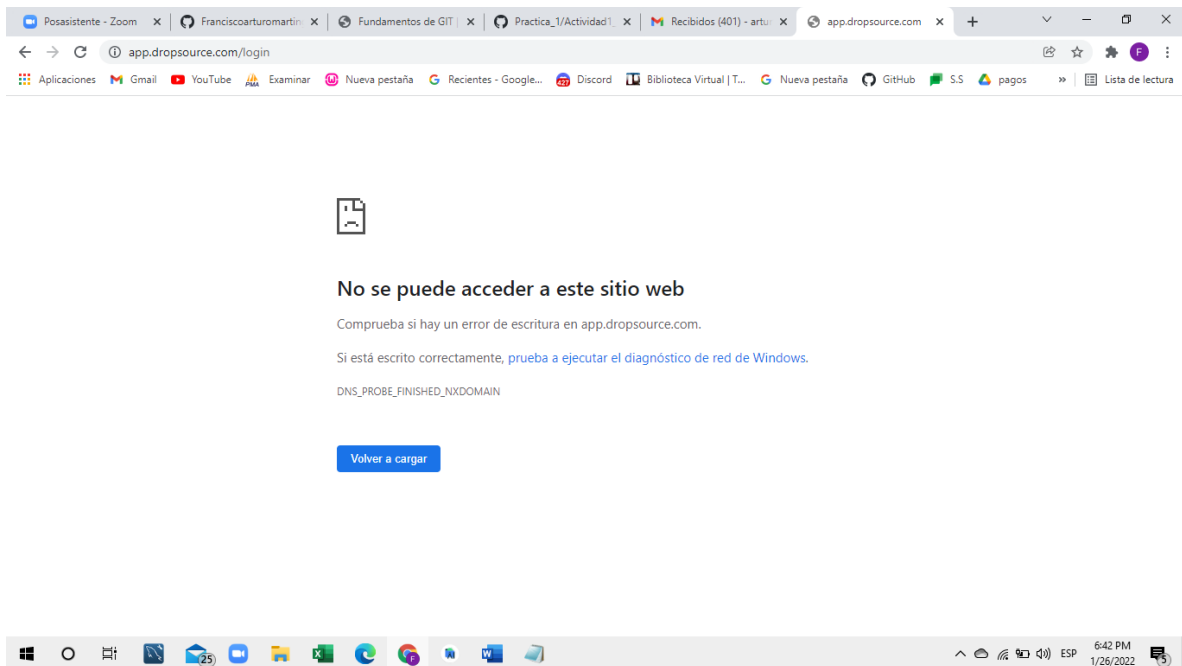 Posasistente - Zoom
Franciscoarturomartin
Fundamentos de GIT |
Practica_1/Actividad1_
Recibidos (401) - artu
app.dropsource.com
app.dropsource.com/login
F
Aplicaciones
Gmail
YouTube
PMA
Examinar
Nueva pestaña
G Recientes - Google...
427
Discord
Biblioteca Virtual | T...
G Nueva pestaña
GitHub
S.S
pagos
»
Lista de lectura
No se puede acceder a este sitio web
Comprueba si hay un error de escritura en app.dropsource.com.
Si está escrito correctamente, prueba a ejecutar el diagnóstico de red de Windows.
DNS_PROBE_FINISHED_NXDOMAIN
Volver a cargar
25
ESP
6:42 PM
1/26/2022
5